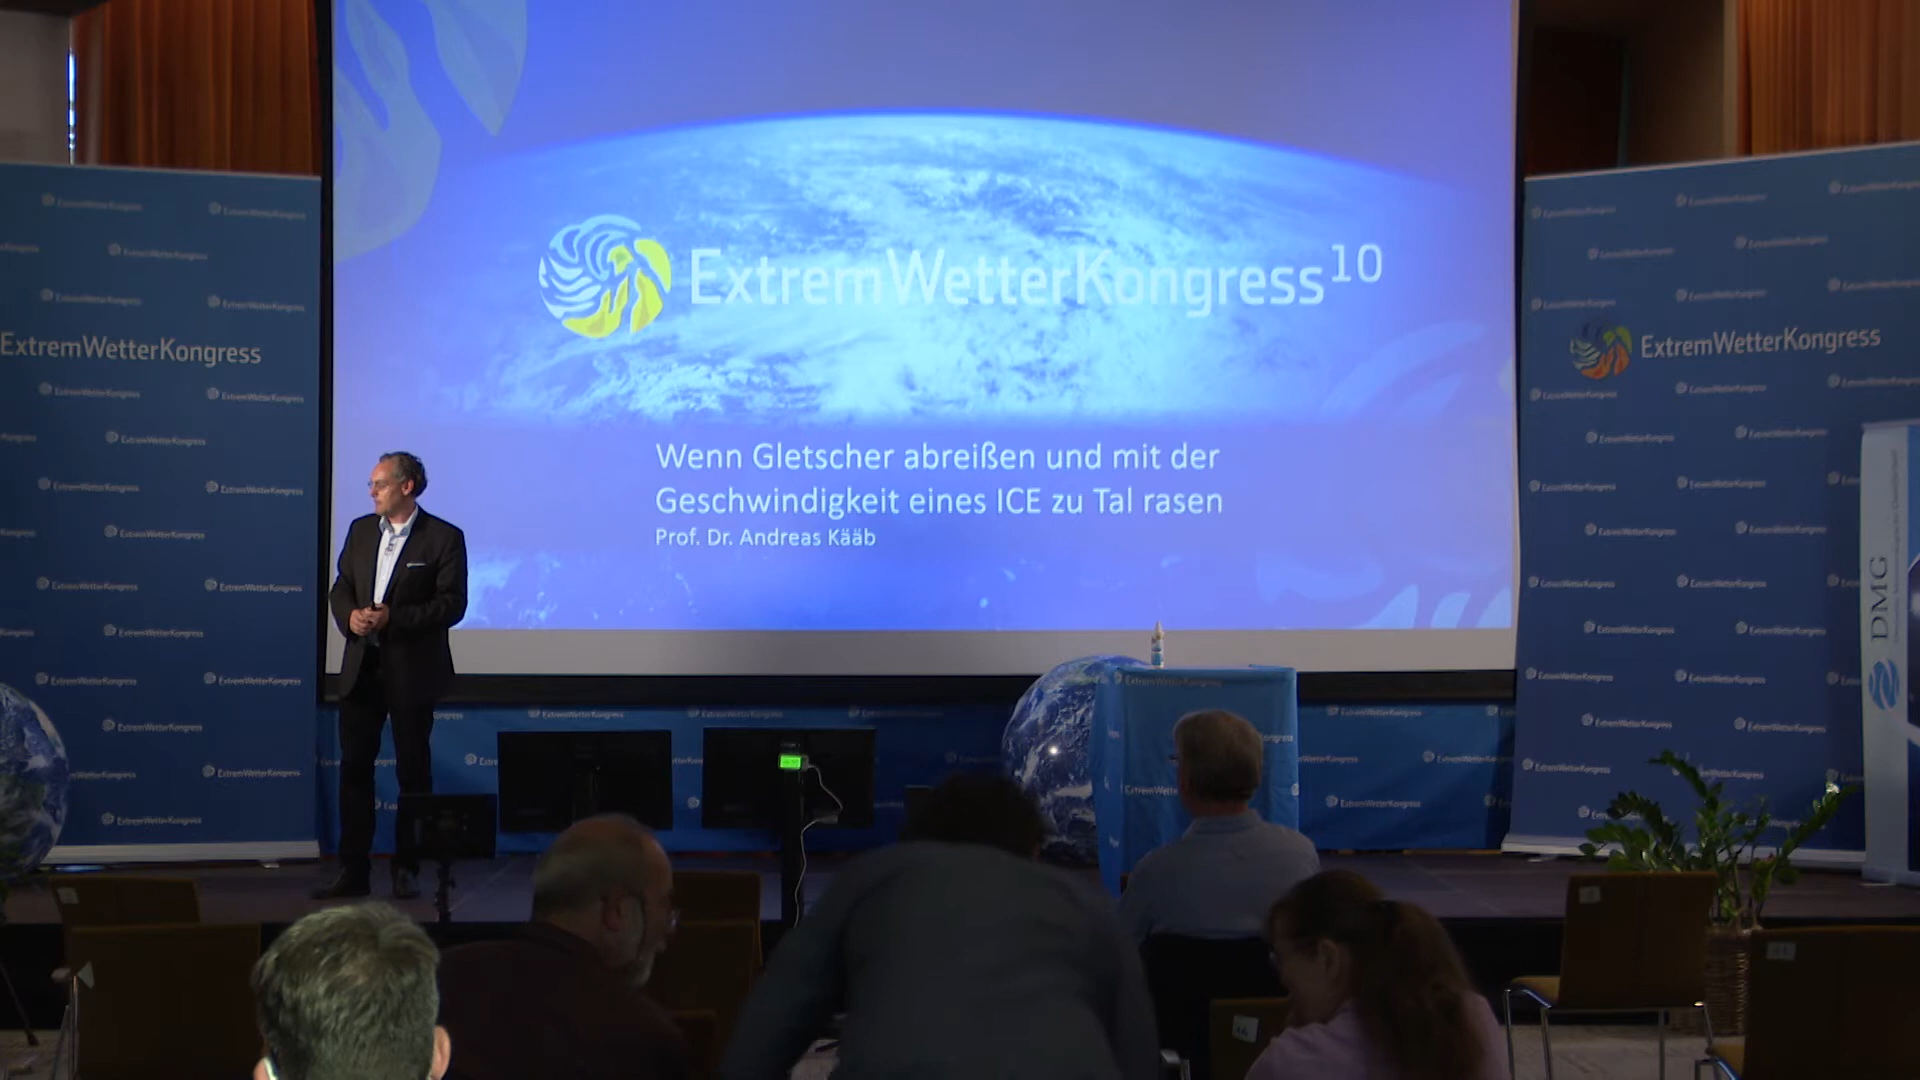 ExtremWetterKongress¹⁰
Wenn Gletscher abreißen und mit der
Geschwindigkeit eines ICE zu Tal rasen
Prof. Dr. Andreas Kääb
ExtremWetterKongress
ExtremWetterKongress
DMG